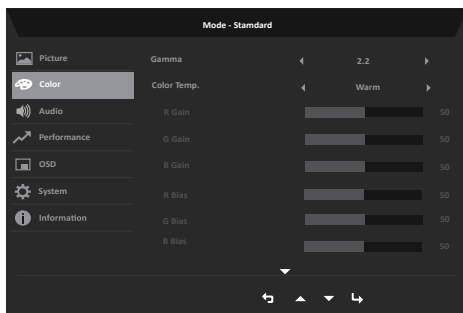 Mode - Stamdard
Picture
Gamma 2.2
Color
Color Temp. Warm
Audio
R Gain 50
Performance
G Gain 50
OSD
B Gain 50
System
R Bias 50
Information
G Bias 50
B Bias 50